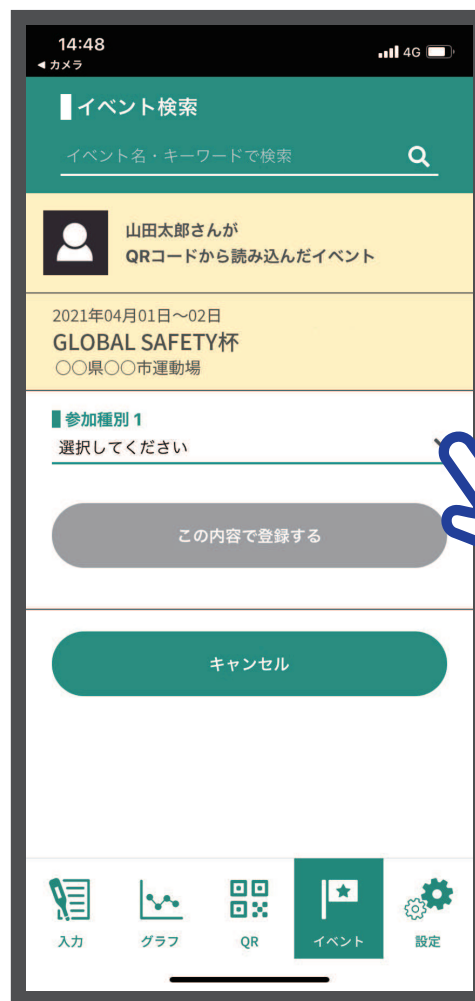 14:48
4G
◀ カメラ
イベント検索
イベント名・キーワードで検索
山田太郎さんが
QRコードから読み込んだイベント
2021年04月01日～02日
GLOBAL SAFETY杯
○○県○○市運動場
参加種別 1
選択してください
この内容で登録する
キャンセル
入力
グラフ
QR
イベント
設定